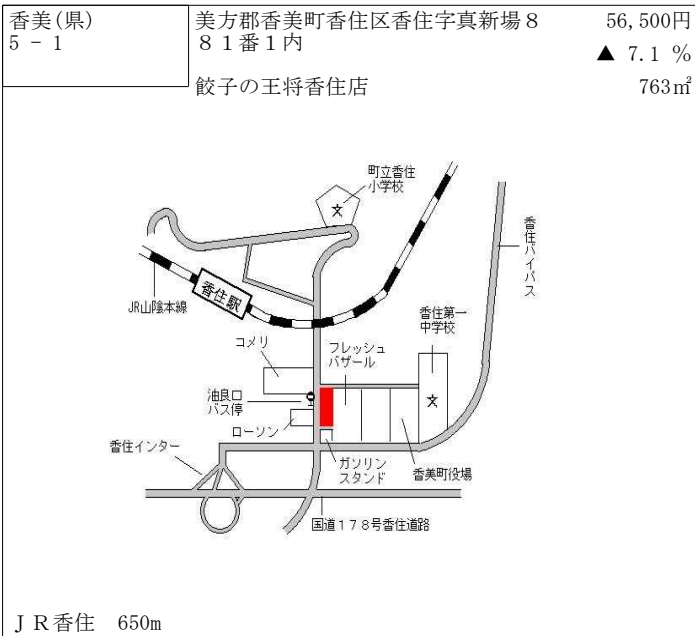 香美(県)
5 - 1
美方郡香美町香住区香住字真新場8
81番1内
餃子の王将香住店
56,500円
▲ 7.1 %
763㎡
町立香住
小学校
文
香住バイパス
香住駅
JR山陰本線
香住第一
中学校
コメリ
フレッシュ
バザール
文
油良口
バス停
ローソン
香住インター
ガソリン
スタンド
香美町役場
国道178号香住道路
JR香住 650m